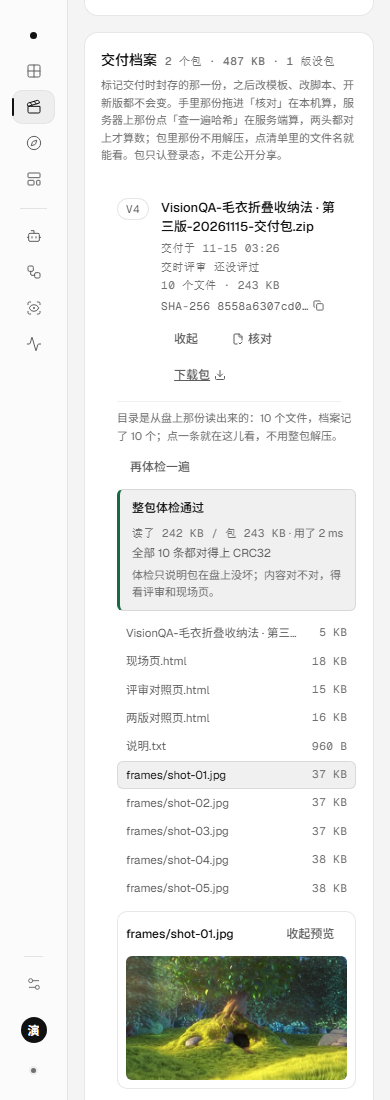 交付档案 2 个包 · 487 KB · 1 版没包
标记交付时封存的那一份，之后改模板、改脚本、开
新版都不会变。手里那份拖进「核对」在本机算，服
务器上那份点「查一遍哈希」在服务端算，两头都对
上才算数；包里那份不用解压，点清单里的文件名就
能看。包只认登录态，不走公开分享。
V4
VisionQA-毛衣折叠收纳法 · 第
三版-20261115-交付包.zip
交付于 11-15 03:26
交时评审 还没评过
10 个文件 · 243 KB
SHA-256 8558a6307cd0…
收起 核对
下载包
目录是从盘上那份读出来的：10 个文件，档案记
了 10 个；点一条就在这儿看，不用整包解压。
再体检一遍
整包体检通过
读了 242 KB / 包 243 KB · 用了 2 ms
全部 10 条都对得上 CRC32
体检只说明包在盘上没坏；内容对不对，得
看评审和现场页。
VisionQA-毛衣折叠收纳法 · 第三… 5 KB
现场页.html 18 KB
评审对照页.html 15 KB
两版对照页.html 16 KB
说明.txt 960 B
frames/shot-01.jpg 37 KB
frames/shot-02.jpg 37 KB
frames/shot-03.jpg 37 KB
frames/shot-04.jpg 38 KB
frames/shot-05.jpg 38 KB
frames/shot-01.jpg 收起预览
演